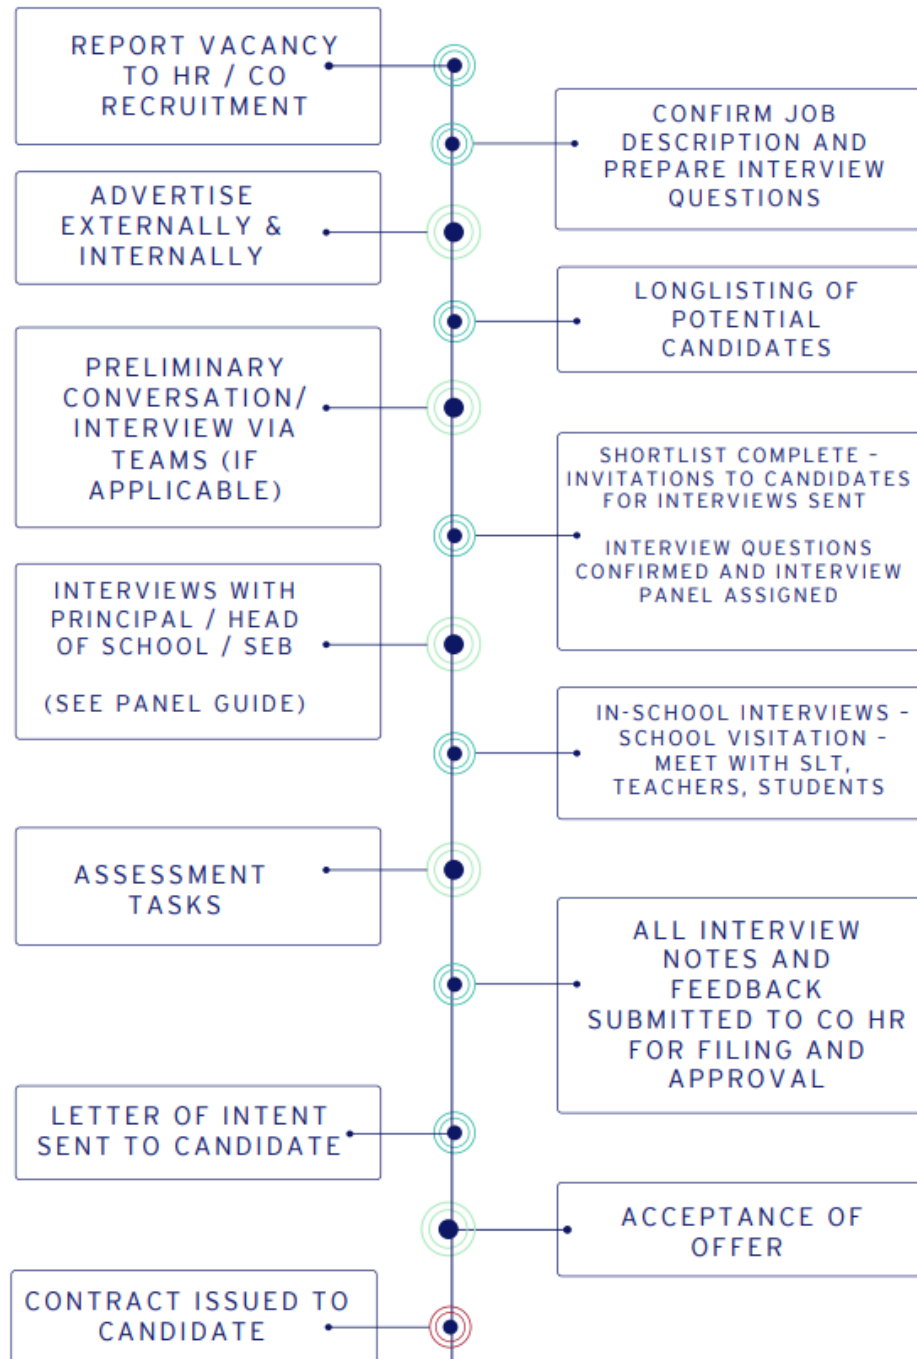 REPORT VACANCY
TO HR / CO
RECRUITMENT
CONFIRM JOB
DESCRIPTION AND
PREPARE INTERVIEW
QUESTIONS
ADVERTISE
EXTERNALLY &
INTERNALLY
LONGLISTING OF
POTENTIAL
CANDIDATES
PRELIMINARY
CONVERSATION/
INTERVIEW VIA
TEAMS (IF
APPLICABLE)
SHORTLIST COMPLETE –
INVITATIONS TO CANDIDATES
FOR INTERVIEWS SENT
INTERVIEW QUESTIONS
CONFIRMED AND INTERVIEW
PANEL ASSIGNED
INTERVIEWS WITH
PRINCIPAL / HEAD
OF SCHOOL / SEB
(SEE PANEL GUIDE)
IN-SCHOOL INTERVIEWS –
SCHOOL VISITATION –
MEET WITH SLT,
TEACHERS, STUDENTS
ASSESSMENT
TASKS
ALL INTERVIEW
NOTES AND
FEEDBACK
SUBMITTED TO CO HR
FOR FILING AND
APPROVAL
LETTER OF INTENT
SENT TO CANDIDATE
ACCEPTANCE OF
OFFER
CONTRACT ISSUED TO
CANDIDATE